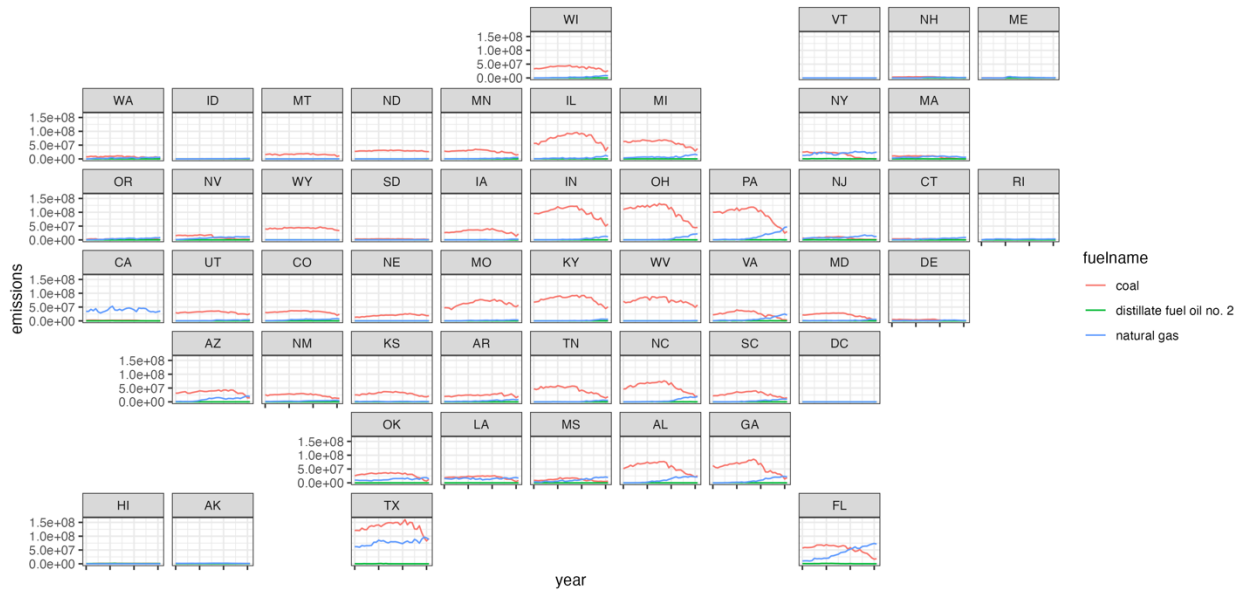 WI VT NH ME
1.5e+08
1.0e+08
5.0e+07
0.0e+00
WA ID MT ND MN IL MI NY MA
1.5e+08
1.0e+08
5.0e+07
0.0e+00
OR NV WY SD IA IN OH PA NJ CT RI
1.5e+08
1.0e+08
5.0e+07
0.0e+00
CA UT CO NE MO KY WV VA MD DE
1.5e+08
1.0e+08
5.0e+07
0.0e+00
AZ NM KS AR TN NC SC DC
1.5e+08
1.0e+08
5.0e+07
0.0e+00
OK LA MS AL GA
1.5e+08
1.0e+08
5.0e+07
0.0e+00
HI AK TX FL
1.5e+08
1.0e+08
5.0e+07
0.0e+00
emissions
year
fuelname
coal
distillate fuel oil no. 2
natural gas